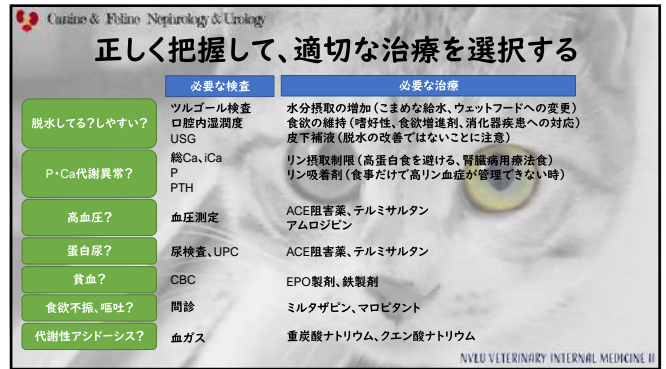 Canine & Feline Nephrology & Urology
正しく把握して、適切な治療を選択する
必要な検査
必要な治療
脱水してる?しやすい?
ツルゴール検査
口腔内湿潤度
USG
水分摂取の増加(こまめな給水、ウェットフードへの変更)
食欲の維持(嗜好性、食欲増進剤、消化器疾患への対応)
皮下補液(脱水の改善ではないことに注意)
P・Ca代謝異常?
総Ca、iCa
P
PTH
リン摂取制限(高蛋白食を避ける、腎臓病用療法食)
リン吸着剤(食事だけで高リン血症が管理できない時)
高血圧?
血圧測定
ACE阻害薬、テルミサルタン
アムロジピン
蛋白尿?
尿検査、UPC
ACE阻害薬、テルミサルタン
貧血?
CBC
EPO製剤、鉄製剤
食欲不振、嘔吐?
問診
ミルタザピン、マロピタント
代謝性アシドーシス?
血ガス
重炭酸ナトリウム、クエン酸ナトリウム
NVLU VETERINARY INTERNAL MEDICINE II